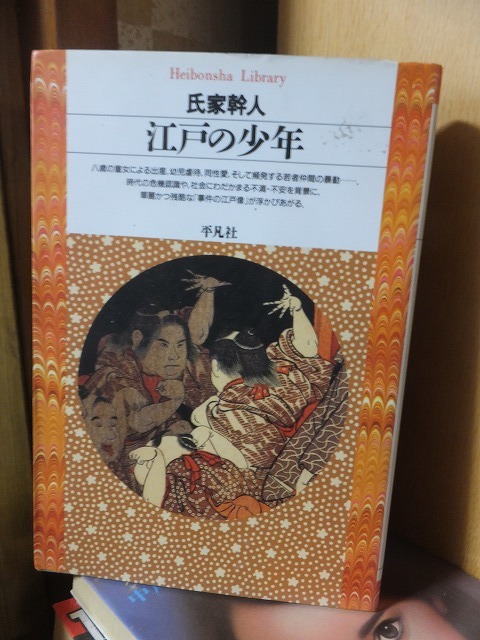 Heibonsha Library
氏家幹人
江戸の少年
八歳の童女による出産、幼児虐待、同性愛、そして頻発する若者仲間の暴動――。
時代の危機認識や、社会にわだかまる不満・不安を背景に、
華麗かつ残酷な「事件の江戸像」が浮かびあがる。
平凡社